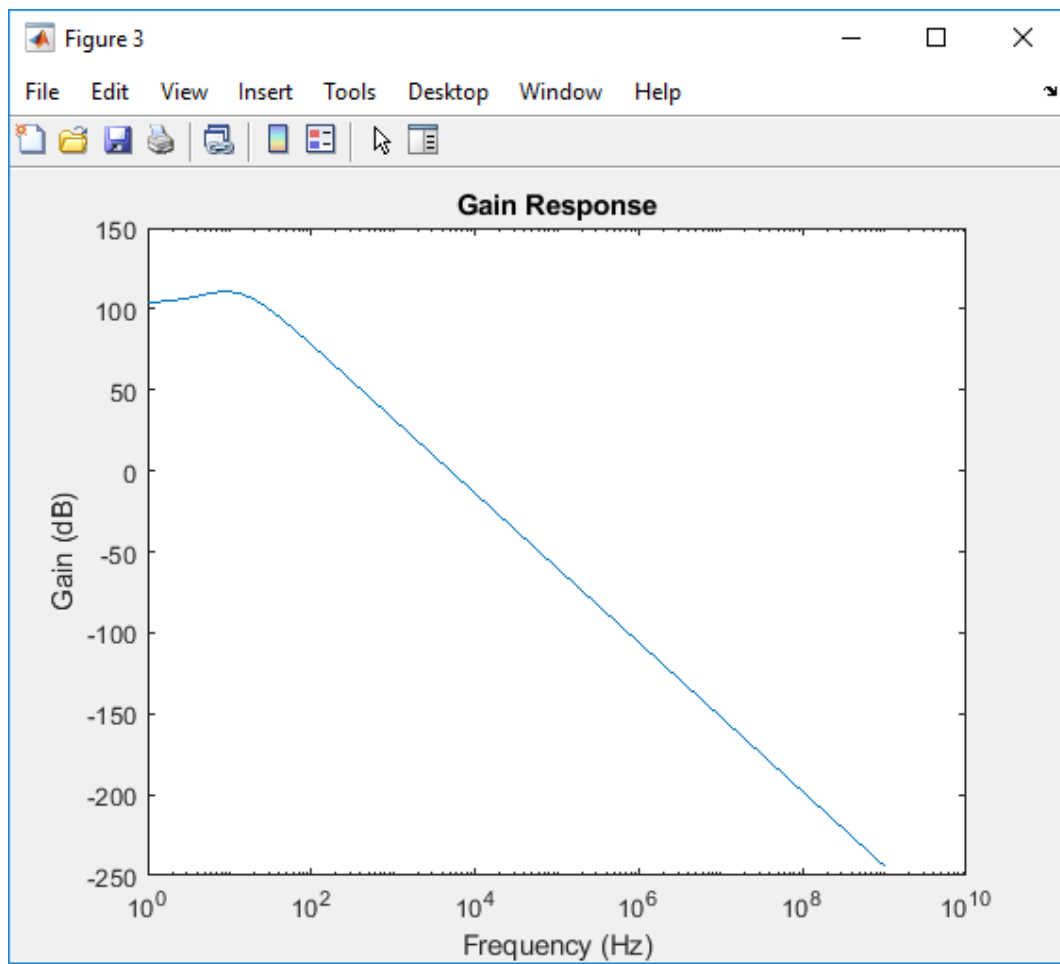 Figure 3
File Edit View Insert Tools Desktop Window Help
Gain Response
150
100
50
0
-50
-100
-150
-200
-250
Gain (dB)
10^0 10^2 10^4 10^6 10^8 10^10
Frequency (Hz)